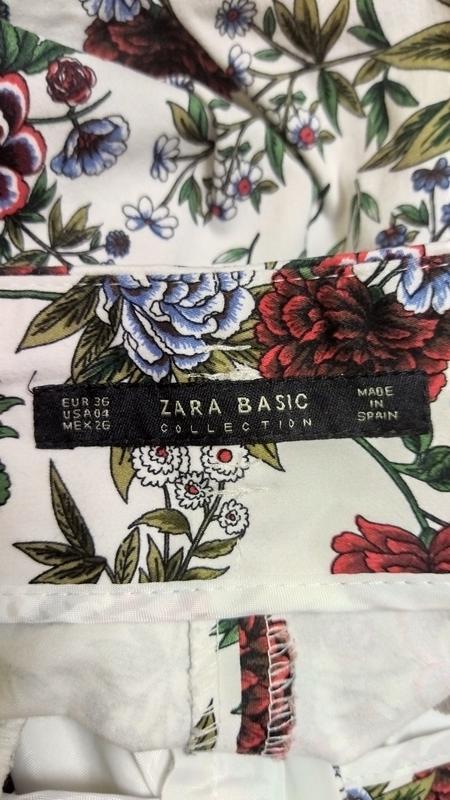 EUR 36
USA 04
MEX 26
ZARA BASIC
COLLECTION
MADE
IN
SPAIN